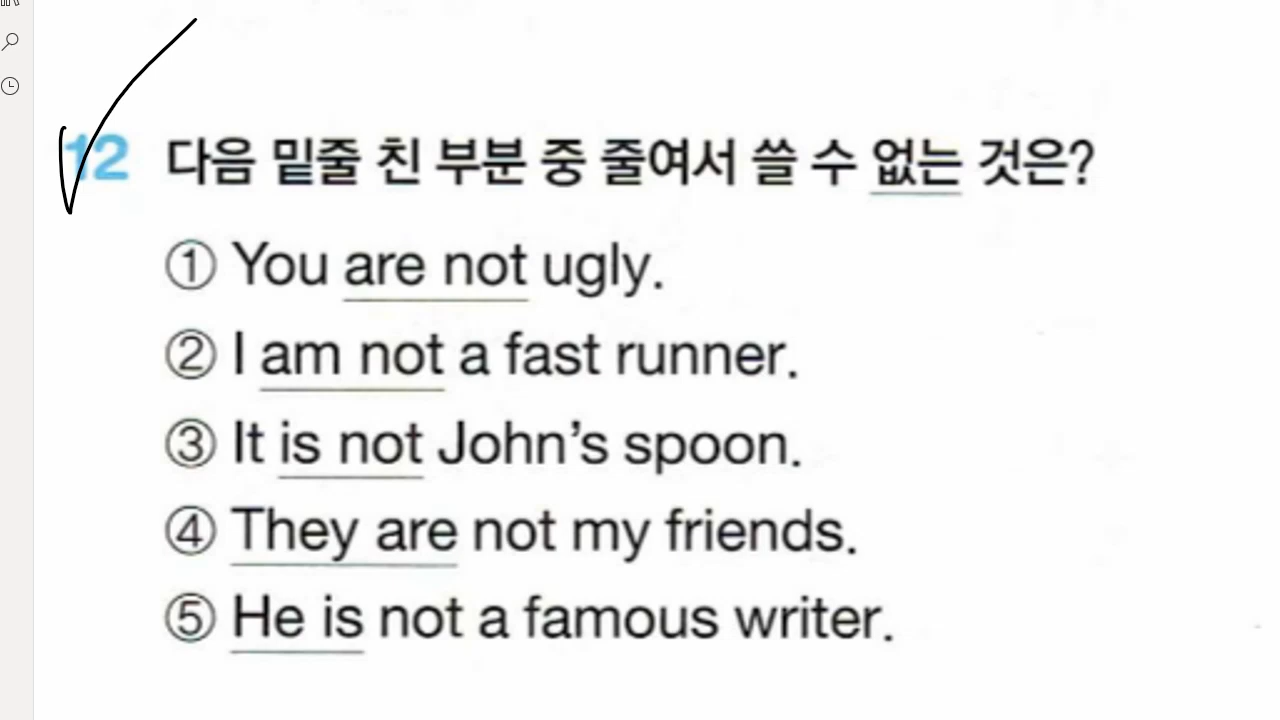 12 다음 밑줄 친 부분 중 줄여서 쓸 수 없는 것은?
① You are not ugly.
② I am not a fast runner.
③ It is not John's spoon.
④ They are not my friends.
⑤ He is not a famous writer.